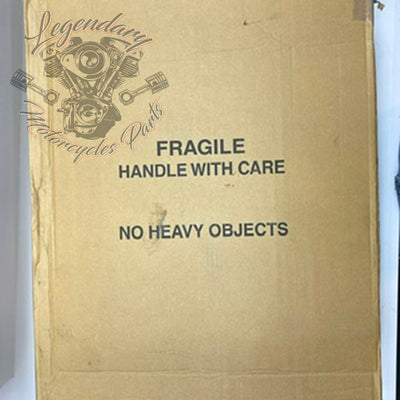 Legendary
Motorcycles Parts
FRAGILE
HANDLE WITH CARE
NO HEAVY OBJECTS